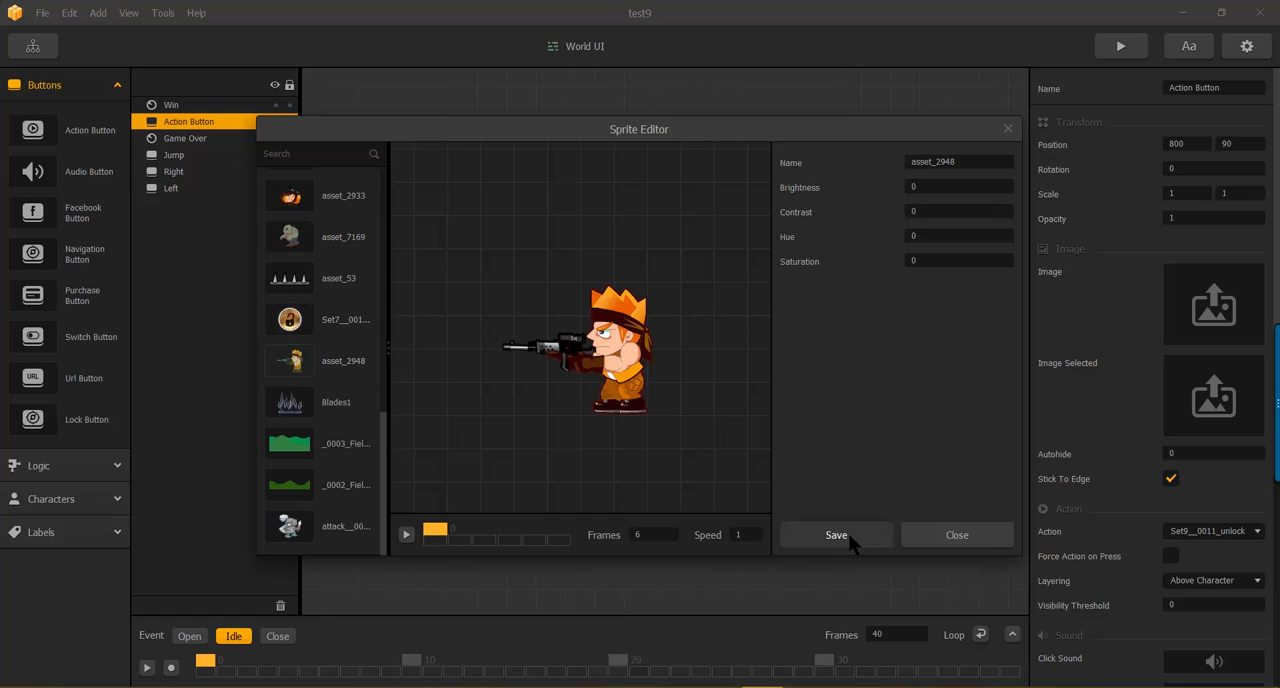 File Edit Add View Tools Help
test9
World UI
Aa
Buttons
Action Button
Audio Button
Facebook
Button
Navigation
Button
Purchase
Button
Switch Button
URL
Url Button
Lock Button
Logic
Characters
Labels
Win
Action Button
Game Over
Jump
Right
Left
Sprite Editor
Search
asset_2933
asset_7169
asset_53
Set7__001...
asset_2948
Blades1
_0003_Fiel...
_0002_Fiel...
attack__00...
Name asset_2948
Brightness 0
Contrast 0
Hue 0
Saturation 0
0
Frames 6 Speed 1
Save Close
Name Action Button
Transform
Position 800 90
Rotation 0
Scale 1 1
Opacity 1
Image
Image
Image Selected
Autohide 0
Stick To Edge
Action
Action Set9__0011_unlock
Force Action on Press
Layering Above Character
Visibility Threshold 0
Sound
Click Sound
Event Open Idle Close
Frames 40 Loop
0 10 20 30